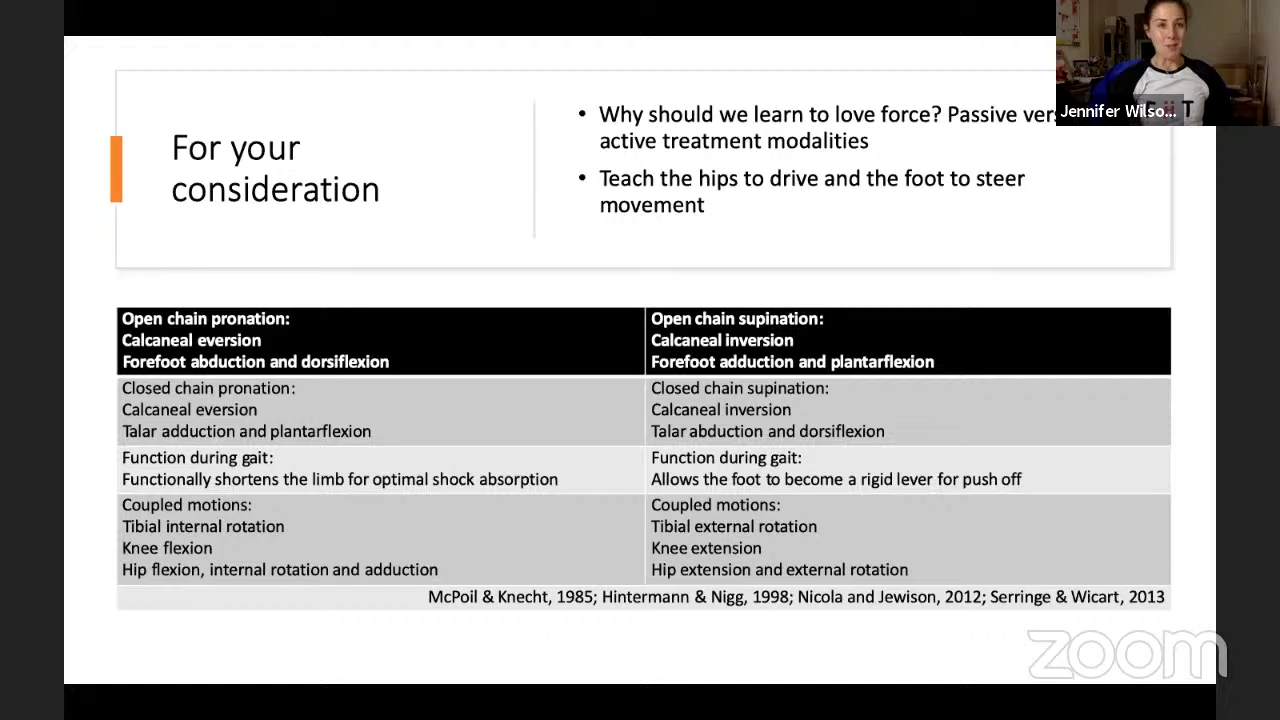 For your
consideration
• Why should we learn to love force? Passive
active treatment modalities
• Teach the hips to drive and the foot to steer
movement
Jennifer Wilso...
Open chain pronation:
Calcaneal eversion
Forefoot abduction and dorsiflexion
Open chain supination:
Calcaneal inversion
Forefoot adduction and plantarflexion
Closed chain pronation:
Calcaneal eversion
Talar adduction and plantarflexion
Closed chain supination:
Calcaneal inversion
Talar abduction and dorsiflexion
Function during gait:
Functionally shortens the limb for optimal shock absorption
Function during gait:
Allows the foot to become a rigid lever for push off
Coupled motions:
Tibial internal rotation
Knee flexion
Hip flexion, internal rotation and adduction
Coupled motions:
Tibial external rotation
Knee extension
Hip extension and external rotation
McPoil & Knecht, 1985; Hintermann & Nigg, 1998; Nicola and Jewison, 2012; Serringe & Wicart, 2013
zoom